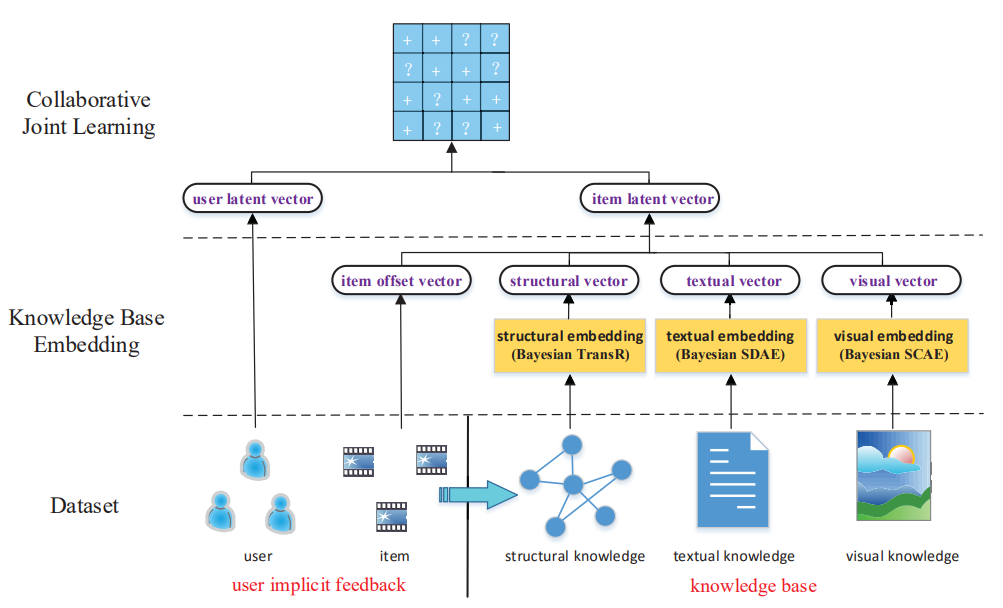 + + ? ?
? + + ?
+ ? + +
+ ? ? +
Collaborative
Joint Learning
user latent vector
item latent vector
item offset vector
structural vector
textual vector
visual vector
Knowledge Base
Embedding
structural embedding
(Bayesian TransR)
textual embedding
(Bayesian SDAE)
visual embedding
(Bayesian SCAE)
Dataset
user
item
structural knowledge
textual knowledge
visual knowledge
user implicit feedback
knowledge base